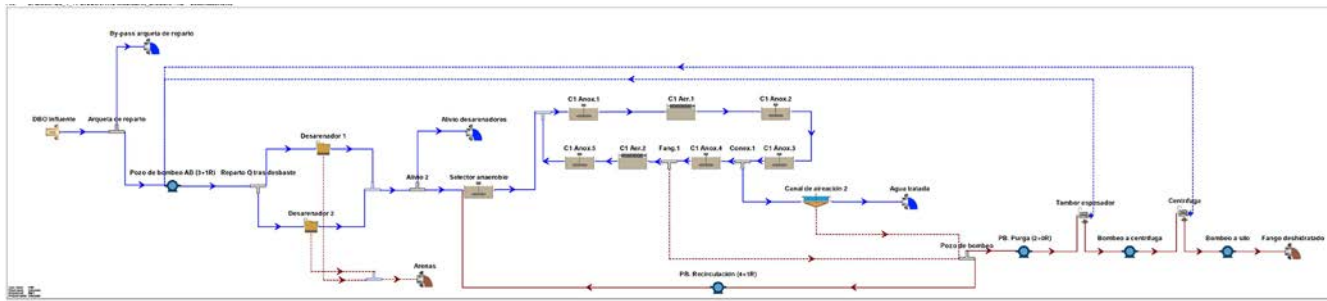 By-pass arqueta de reparto
DBO Influente
Arqueta de reparto
Pozo de bombeo AB (3+1R)
Reparto Q tras desbaste
Desarenador 1
Desarenador 2
Arenas
Alivio desarenadores
Alivio 2
Selector anaerobio
C1 Anox.1
C1 Aer.1
C1 Anox.2
C1 Anox.5
C1 Aer.2
Fang.1
C1 Anox.4
Conex.1
C1 Anox.3
Canal de aireación 2
Agua tratada
Pozo de bombeo
P.B. Recirculación (4+1R)
PB. Purga (2+0R)
Tambor espesador
Bombeo a centrifuga
Centrifuga
Bombeo a silo
Fango deshidratado